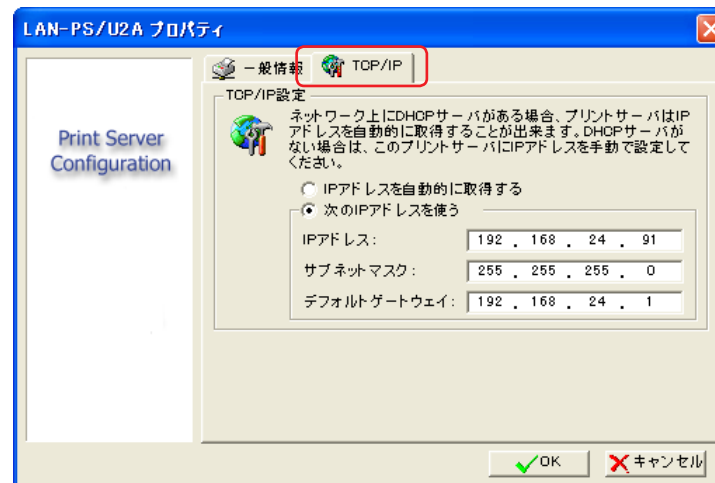 LAN-PS/U2A プロパティ
一般情報
TCP/IP
Print Server
Configuration
TCP/IP設定
ネットワーク上にDHCPサーバがある場合、プリントサーバはIP
アドレスを自動的に取得することが出来ます。DHCPサーバが
ない場合は、このプリントサーバにIPアドレスを手動で設定して
ください。
IPアドレスを自動的に取得する
次のIPアドレスを使う
IPアドレス: 192 . 168 . 24 . 91
サブネットマスク: 255 . 255 . 255 . 0
デフォルトゲートウェイ: 192 . 168 . 24 . 1
OK
キャンセル